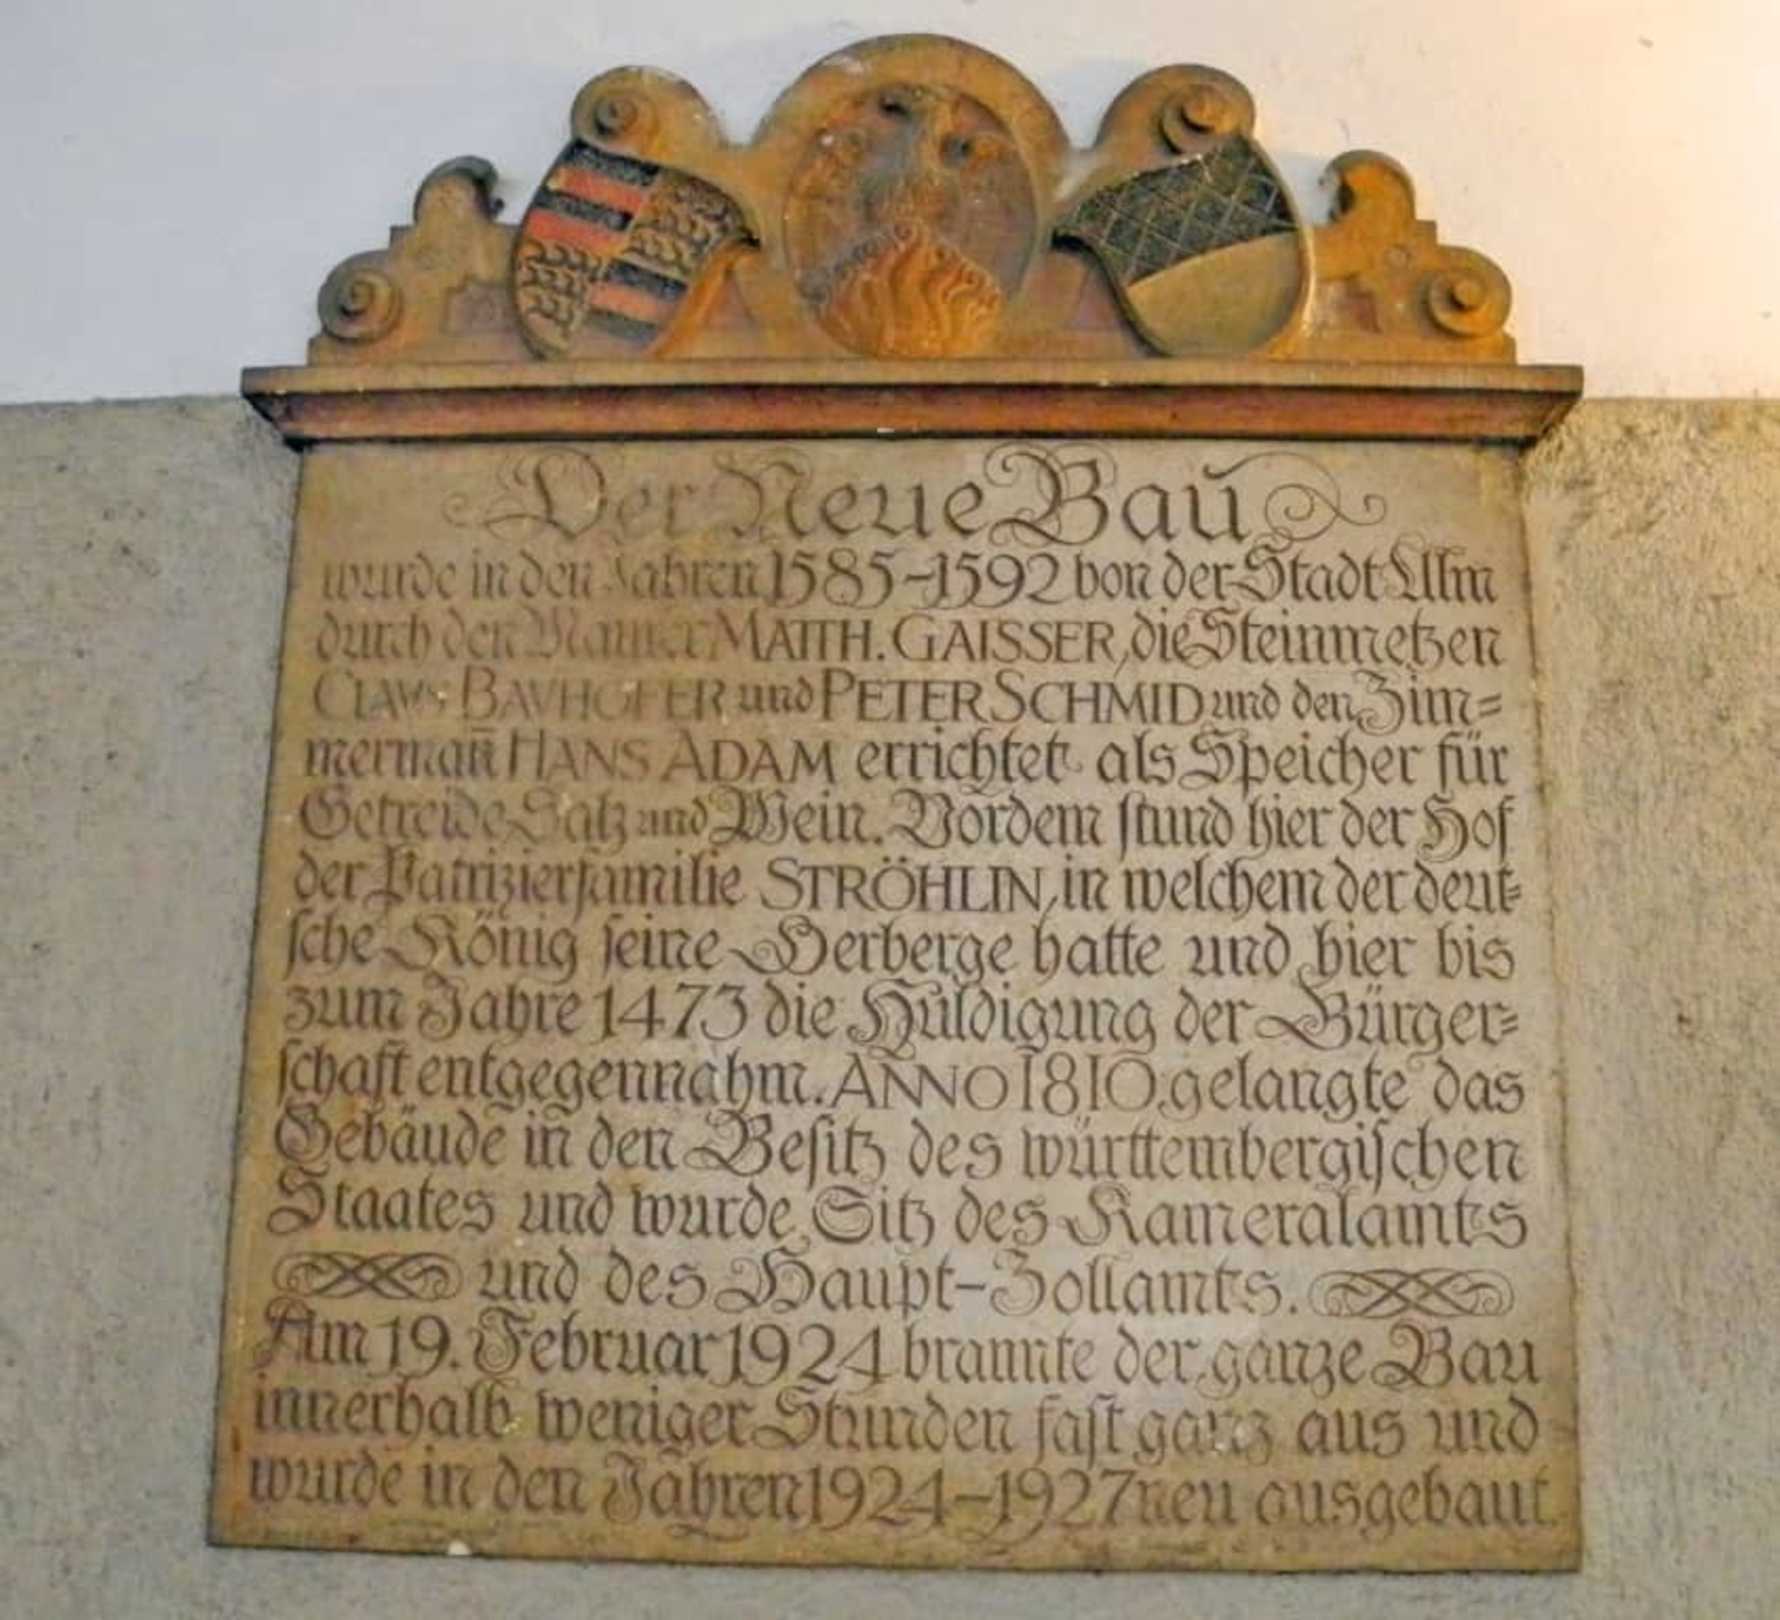 Der Neue Bau
wurde in den Jahren 1585–1592 von der Stadt Ulm
durch den Maurer MATTH. GAISSER, die Steinmetzen
CLAVS BAVHOFER und PETER SCHMID und den Zim=
mermañ HANS ADAM errichtet als Speicher für
Getreide Salz und Wein. Vordem stund hier der Hof
der Patrizierfamilie STRÖHLIN, in welchem der deut=
sche König seine Herberge hatte und hier bis
zum Jahre 1473 die Huldigung der Bürger=
schaft entgegennahm. ANNO 1810 gelangte das
Gebäude in den Besitz des württembergischen
Staates und wurde Sitz des Kameralamts
und des Haupt-Zollamts.
Am 19. Februar 1924 brannte der ganze Bau
innerhalb weniger Stunden fast ganz aus und
wurde in den Jahren 1924–1927 neu ausgebaut.